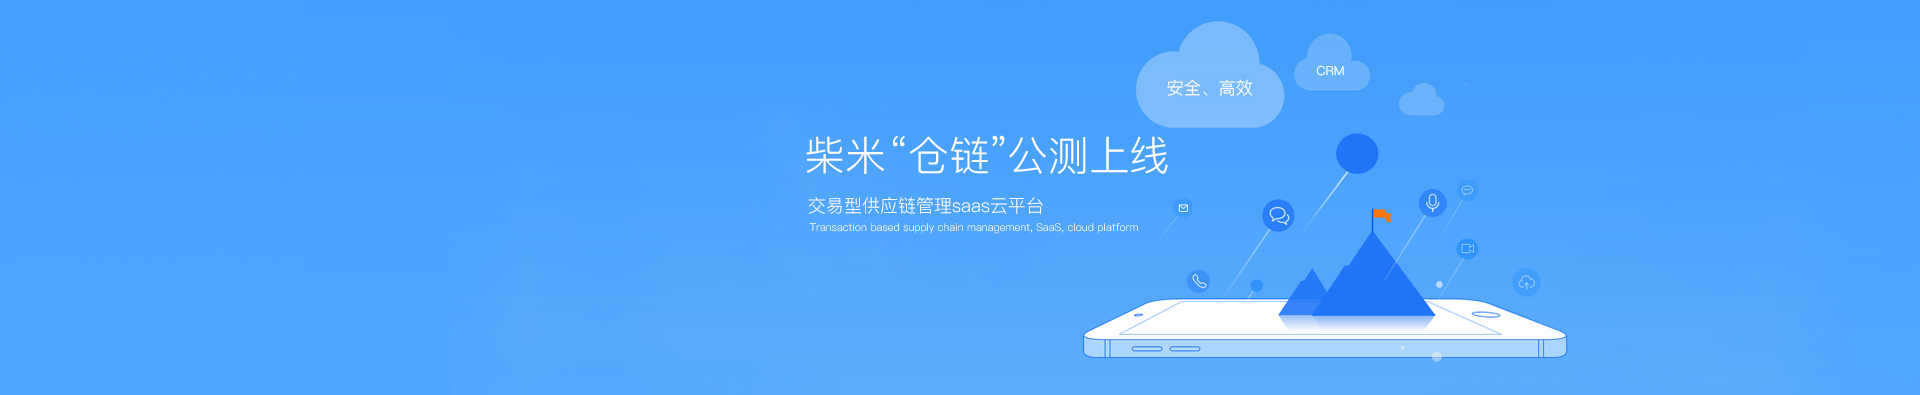 安全、高效
CRM
柴米“仓链”公测上线
交易型供应链管理saas云平台
Transaction based supply chain management, SaaS, cloud platform